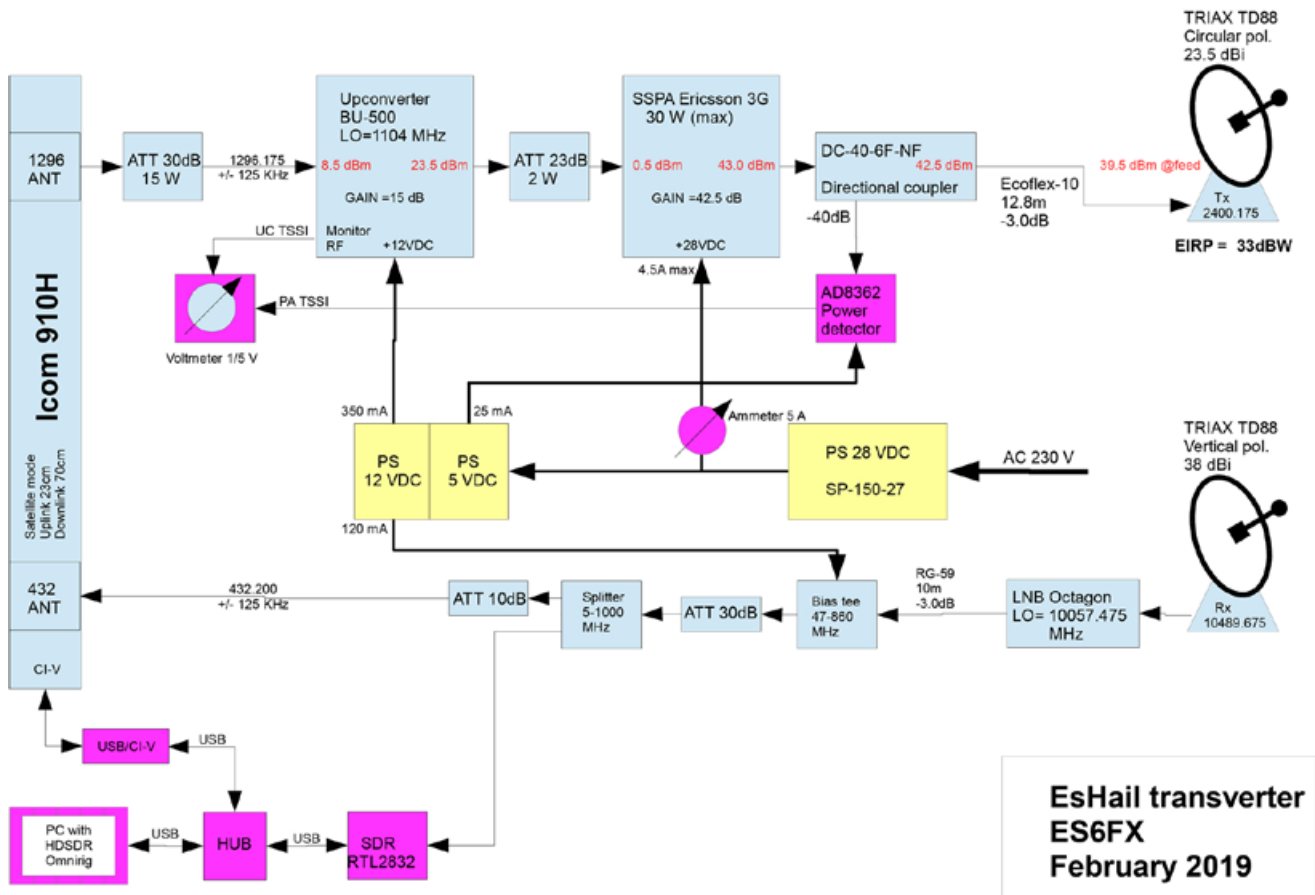 TRIAX TD88
Circular pol.
23.5 dBi
Upconverter
BU-500
LO=1104 MHz
8.5 dBm
23.5 dBm
GAIN =15 dB
Monitor
RF
+12VDC
SSPA Ericsson 3G
30 W (max)
0.5 dBm
43.0 dBm
GAIN=42.5 dB
+28VDC
1296
ANT
ATT 30dB
15 W
1296.175
+/- 125 KHz
ATT 23dB
2 W
DC-40-6F-NF
42.5 dBm
Directional coupler
Ecoflex-10
12.8m
-3.0dB
39.5 dBm @feed
Tx
2400.175
EIRP = 33dBW
-40dB
UC TSSI
4.5A max
PA TSSI
AD8362
Power
detector
Voltmeter 1/5 V
Icom 910H
Satellite mode
Uplink 23cm
Downlink 70cm
350 mA
25 mA
Ammeter 5 A
PS
12 VDC
PS
5 VDC
PS 28 VDC
SP-150-27
AC 230 V
120 mA
TRIAX TD88
Vertical pol.
38 dBi
432
ANT
432.200
+/- 125 KHz
ATT 10dB
Splitter
5-1000
MHz
ATT 30dB
Bias tee
47-860
MHz
RG-59
10m
-3.0dB
LNB Octagon
LO= 10057.475
MHz
Rx
10489.675
CI-V
USB/CI-V
USB
PC with
HDSDR
Omnirig
USB
HUB
USB
SDR
RTL2832
EsHail transverter
ES6FX
February 2019